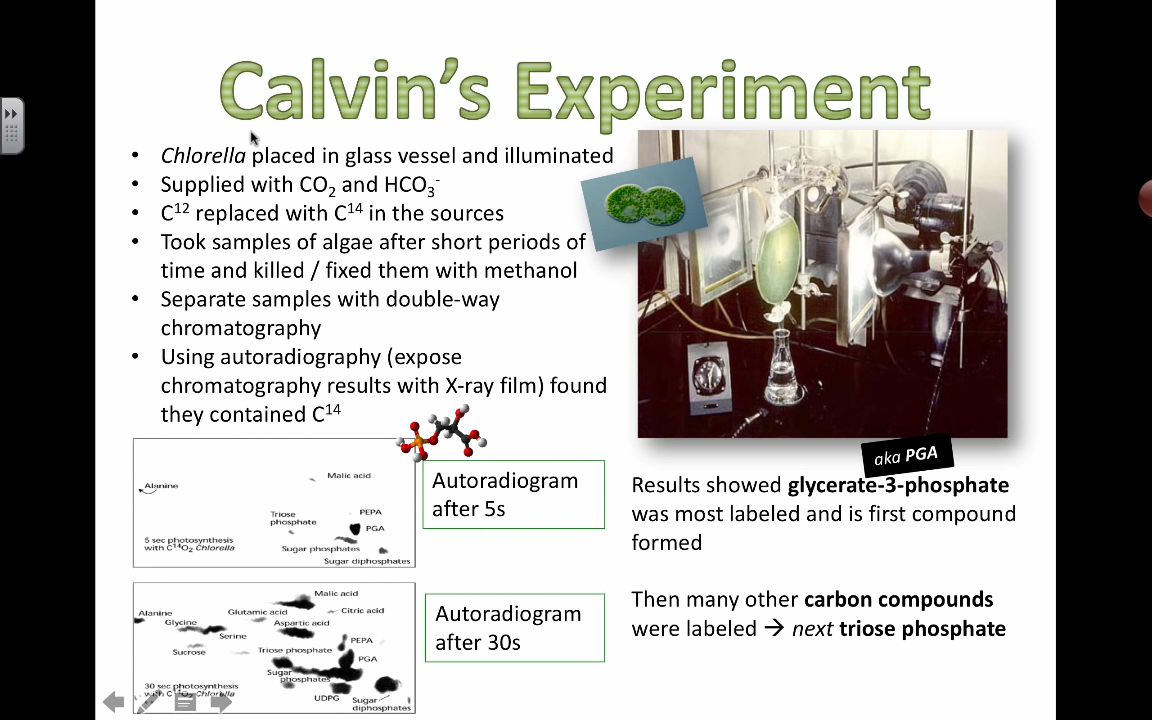 Calvin's Experiment
• Chlorella placed in glass vessel and illuminated
• Supplied with CO₂ and HCO₃⁻
• C¹² replaced with C¹⁴ in the sources
• Took samples of algae after short periods of
time and killed / fixed them with methanol
• Separate samples with double-way
chromatography
• Using autoradiography (expose
chromatography results with X-ray film) found
they contained C¹⁴
Malic acid
Alanine
Triose
phosphate
PEPA
PGA
5 sec photosynthesis
with C¹⁴O₂ Chlorella
Sugar phosphates
Sugar diphosphates
Autoradiogram
after 5s
Malic acid
Alanine
Glutamic acid
Citric acid
Glycine
Aspartic acid
Serine
PEPA
Sucrose
Triose phosphate
PGA
Sugar
phosphates
30 sec photosynthesis
with C¹⁴O₂ Chlorella
UDPG
Sugar
diphosphates
Autoradiogram
after 30s
aka PGA
Results showed glycerate-3-phosphate
was most labeled and is first compound
formed
Then many other carbon compounds
were labeled → next triose phosphate